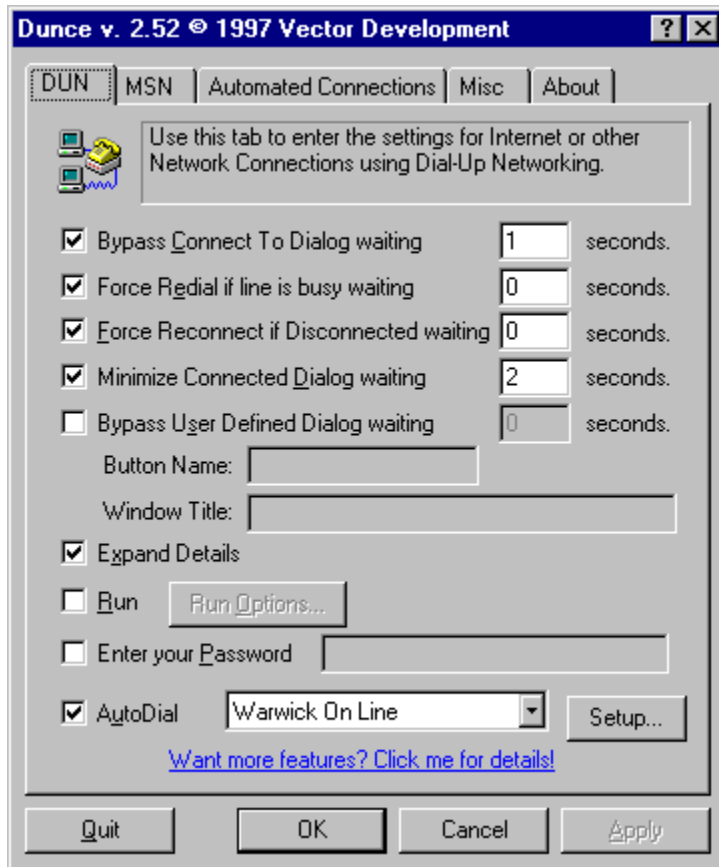 Dunce v. 2.52 © 1997 Vector Development
DUN MSN Automated Connections Misc About
Use this tab to enter the settings for Internet or other
Network Connections using Dial-Up Networking.
Bypass Connect To Dialog waiting 1 seconds.
Force Redial if line is busy waiting 0 seconds.
Force Reconnect if Disconnected waiting 0 seconds.
Minimize Connected Dialog waiting 2 seconds.
Bypass User Defined Dialog waiting 0 seconds.
Button Name:
Window Title:
Expand Details
Run Run Options...
Enter your Password
AutoDial Warwick On Line Setup...
Want more features? Click me for details!
Quit OK Cancel Apply